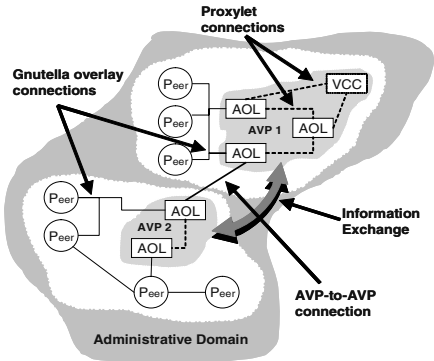 Proxylet
connections
Gnutella overlay
connections
Peer
VCC
Peer
AOL
AVP 1
AOL
Peer
AOL
Peer
AOL
AVP 2
Peer
AOL
Information
Exchange
Peer
Peer
AVP-to-AVP
connection
Administrative Domain